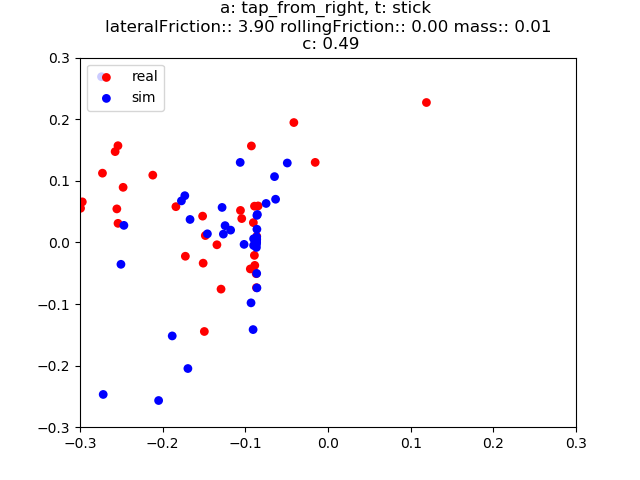 a: tap_from_right, t: stick
lateralFriction:: 3.90 rollingFriction:: 0.00 mass:: 0.01
c: 0.49
real
sim
0.3
0.2
0.1
0.0
−0.1
−0.2
−0.3
−0.3 −0.2 −0.1 0.0 0.1 0.2 0.3